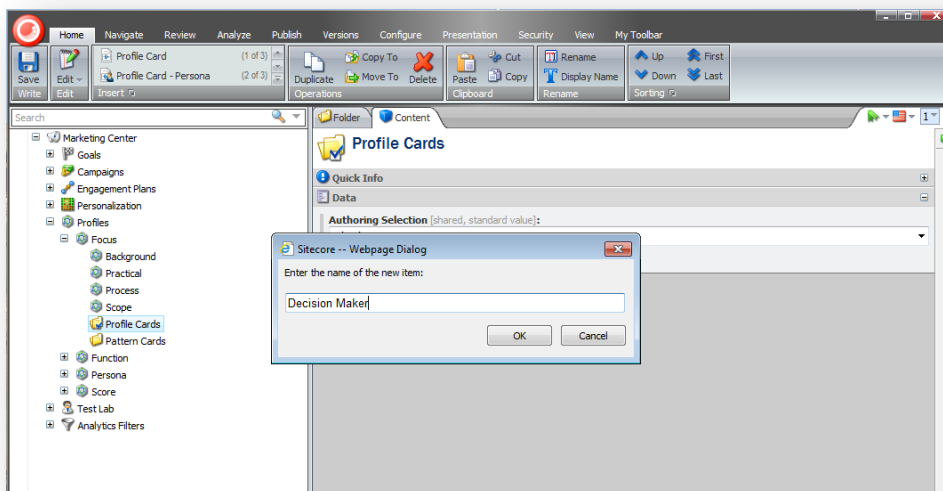 Home Navigate Review Analyze Publish Versions Configure Presentation Security View My Toolbar
Save
Write
Edit
Edit
Profile Card (1 of 3)
Profile Card - Persona (2 of 3)
Insert
Duplicate
Copy To
Move To
Delete
Operations
Paste
Cut
Copy
Clipboard
Rename
Display Name
Rename
Up
Down
First
Last
Sorting
Search
Folder Content
1
Marketing Center
Goals
Campaigns
Engagement Plans
Personalization
Profiles
Focus
Background
Practical
Process
Scope
Profile Cards
Pattern Cards
Function
Persona
Score
Test Lab
Analytics Filters
Profile Cards
Quick Info
Data
Authoring Selection [shared, standard value]:
Sitecore -- Webpage Dialog
Enter the name of the new item:
Decision Maker
OK Cancel